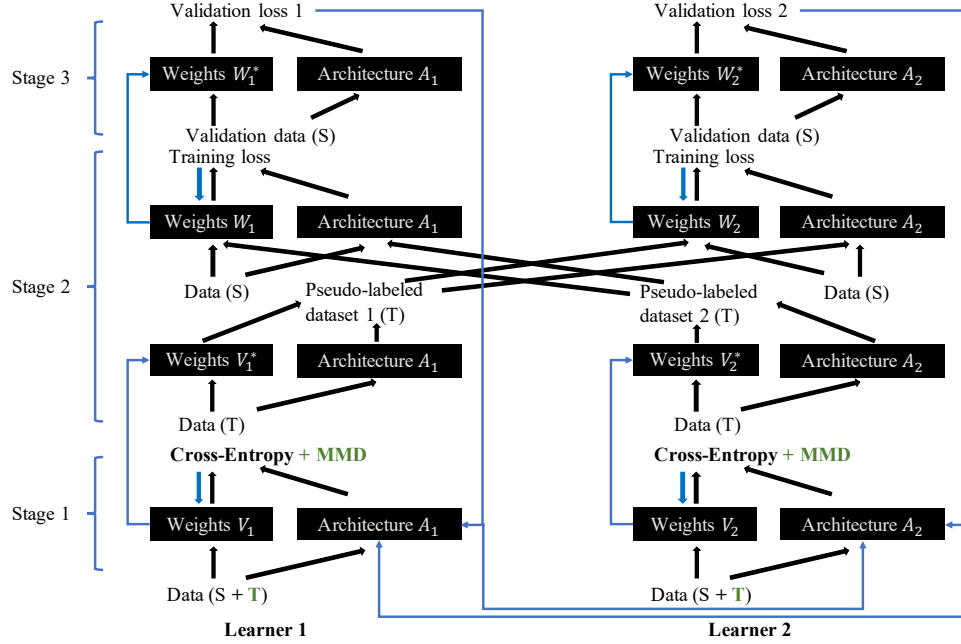 Validation loss 1
Validation loss 2
Stage 3
Weights W₁*
Architecture A₁
Weights W₂*
Architecture A₂
Validation data (S)
Validation data (S)
Training loss
Training loss
Weights W₁
Architecture A₁
Weights W₂
Architecture A₂
Stage 2
Data (S)
Pseudo-labeled
dataset 1 (T)
Pseudo-labeled
dataset 2 (T)
Data (S)
Weights V₁*
Architecture A₁
Weights V₂*
Architecture A₂
Data (T)
Data (T)
Cross-Entropy + MMD
Cross-Entropy + MMD
Stage 1
Weights V₁
Architecture A₁
Weights V₂
Architecture A₂
Data (S + T)
Data (S + T)
Learner 1
Learner 2